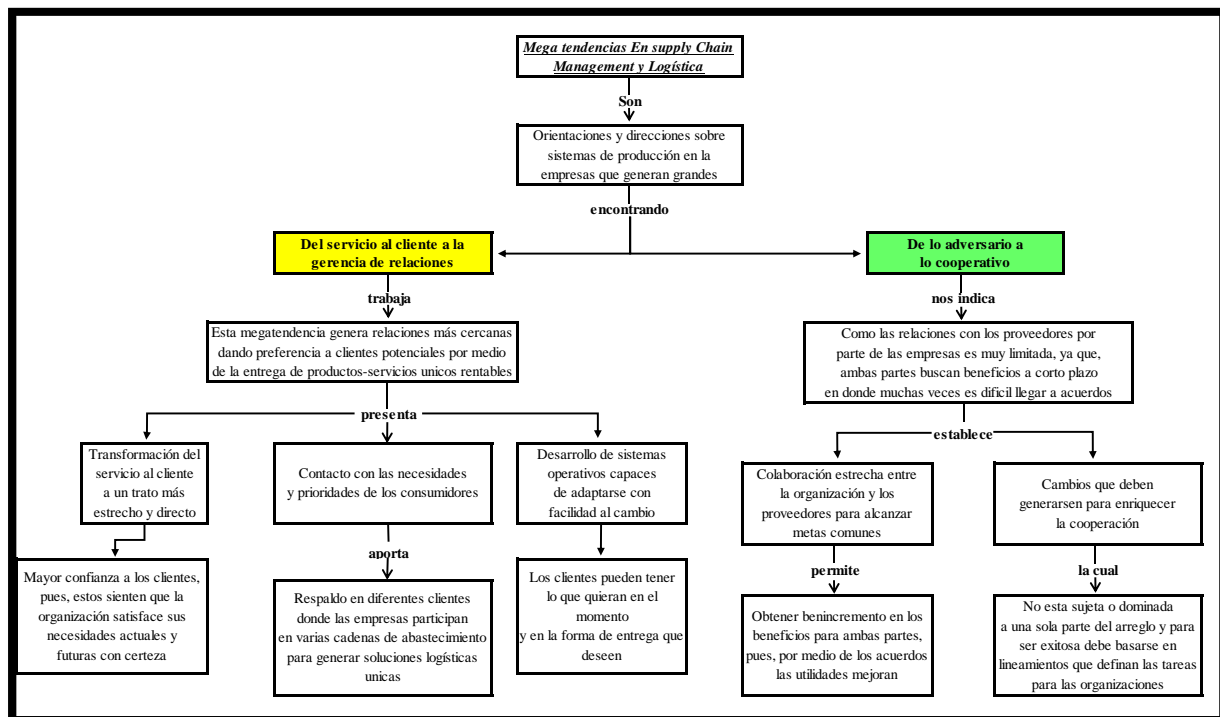 Mega tendencias En supply Chain
Management y Logística
Son
Orientaciones y direcciones sobre
sistemas de producción en la
empresas que generan grandes
encontrando
Del servicio al cliente a la
gerencia de relaciones
De lo adversario a
lo cooperativo
trabaja
nos indica
Esta megatendencia genera relaciones más cercanas
dando preferencia a clientes potenciales por medio
de la entrega de productos-servicios unicos rentables
Como las relaciones con los proveedores por
parte de las empresas es muy limitada, ya que,
ambas partes buscan beneficios a corto plazo
en donde muchas veces es dificil llegar a acuerdos
presenta
establece
Transformación del
servicio al cliente
a un trato más
estrecho y directo
Contacto con las necesidades
y prioridades de los consumidores
Desarrollo de sistemas
operativos capaces
de adaptarse con
facilidad al cambio
Colaboración estrecha entre
la organización y los
proveedores para alcanzar
metas comunes
Cambios que deben
generarsen para enriquecer
la cooperación
aporta
permite
la cual
Mayor confianza a los clientes,
pues, estos sienten que la
organización satisface sus
necesidades actuales y
futuras con certeza
Respaldo en diferentes clientes
donde las empresas participan
en varias cadenas de abastecimiento
para generar soluciones logísticas
unicas
Los clientes pueden tener
lo que quieran en el
momento
y en la forma de entrega que
deseen
Obtener benincremento en los
beneficios para ambas partes,
pues, por medio de los acuerdos
las utilidades mejoran
No esta sujeta o dominada
a una sola parte del arreglo y para
ser exitosa debe basarse en
lineamientos que definan las tareas
para las organizaciones